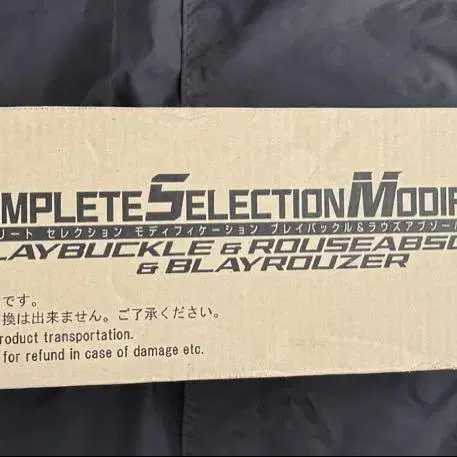 MPLETE SELECTION MODIF
リート セレクション モディフィケーション ブレイバックル&ラウズアブゾー
LAYBUCKLE & ROUSEABSO
& BLAYROUZER
です。
換は出来ません。ご了承ください。
roduct transportation.
for refund in case of damage etc.